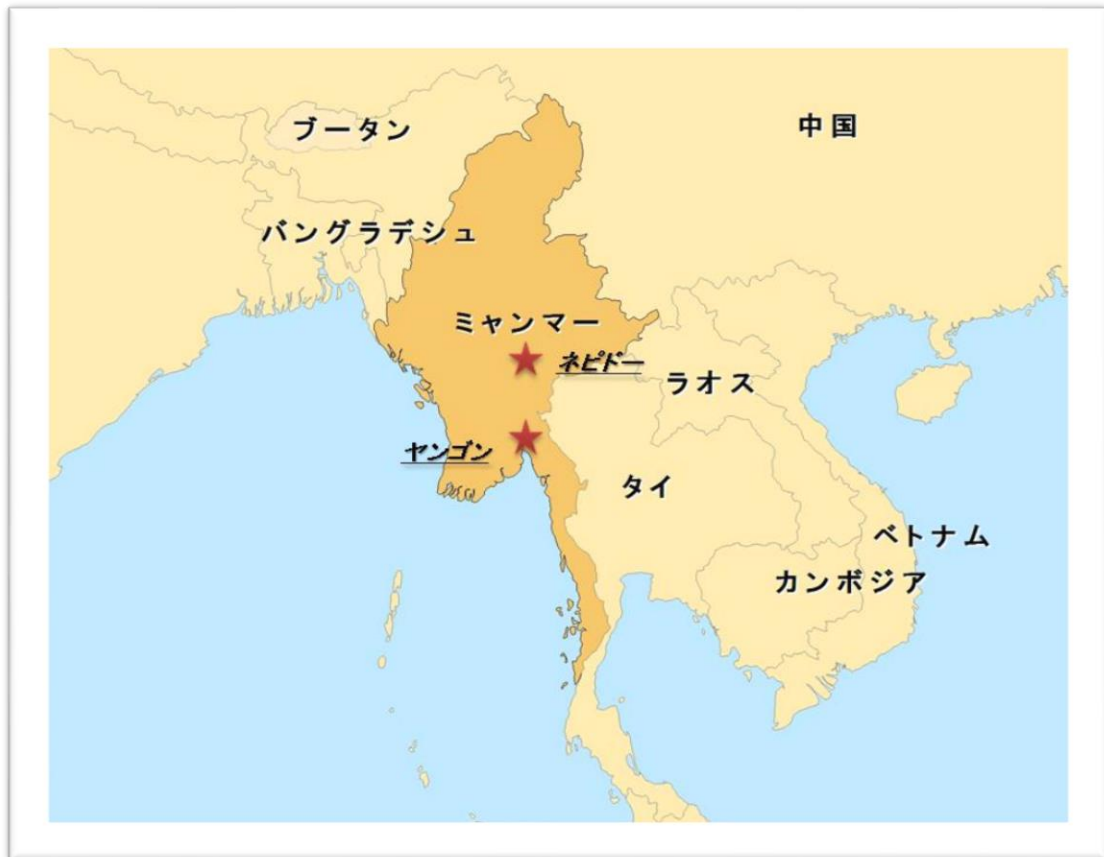 ブータン
中国
バングラデシュ
ミャンマー
ネピドー
ラオス
ヤンゴン
タイ
ベトナム
カンボジア